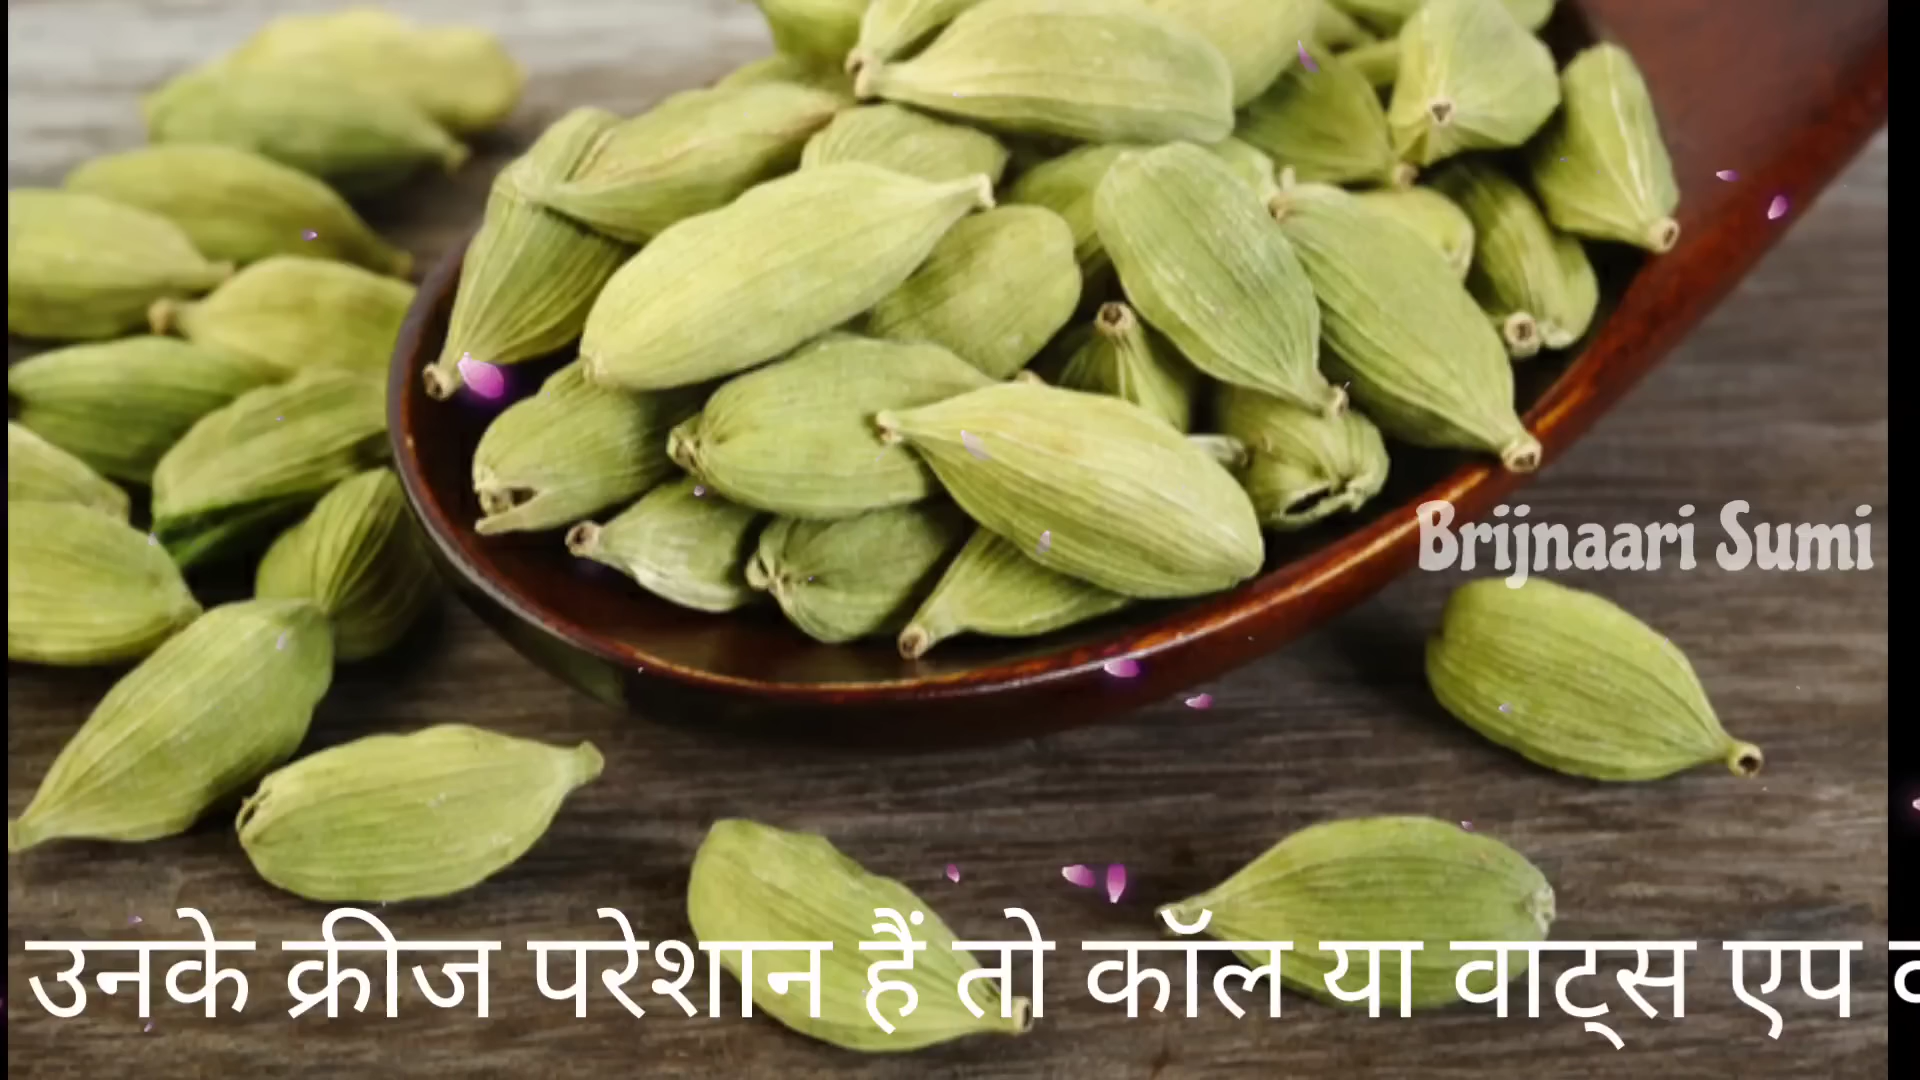 Brijnaari Sumi
उनके क्रीज परेशान हैं तो कॉल या वाट्स एप